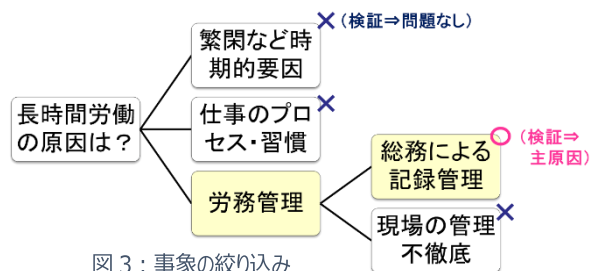 繁閑など時
期的要因
×(検証⇒問題なし)
長時間労働
の原因は?
仕事のプロ
セス・習慣
×
労務管理
総務による
記録管理
○(検証⇒
主原因)
現場の管理
不徹底
×
図3:事象の絞り込み